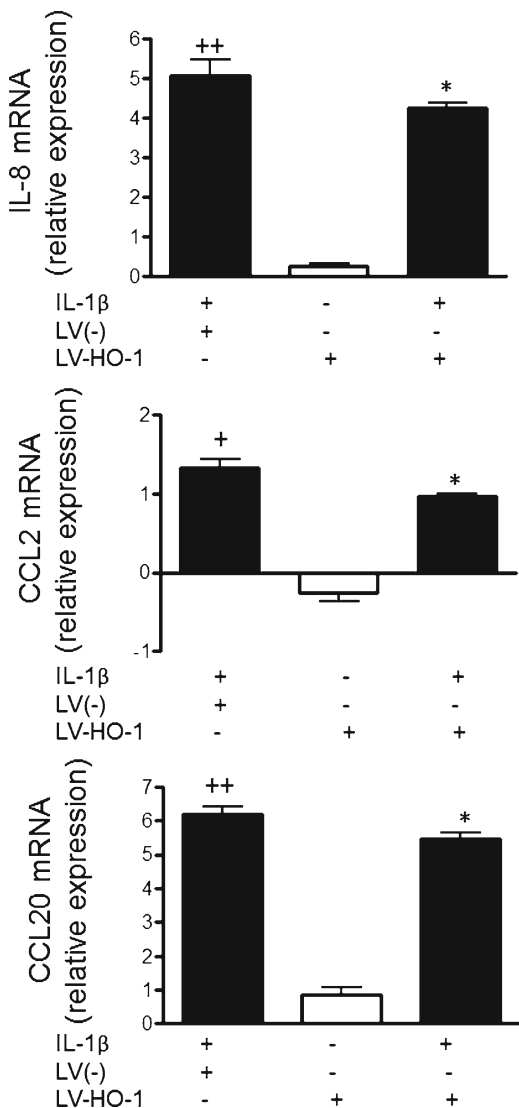 IL-8 mRNA
(relative expression)
6
5
4
3
2
1
0
++
*
IL-1β + - +
LV(-) + - -
LV-HO-1 - + +
CCL2 mRNA
(relative expression)
2
1
0
-1
+
*
IL-1β + - +
LV(-) + - -
LV-HO-1 - + +
CCL20 mRNA
(relative expression)
7
6
5
4
3
2
1
0
++
*
IL-1β + - +
LV(-) + - -
LV-HO-1 - + +